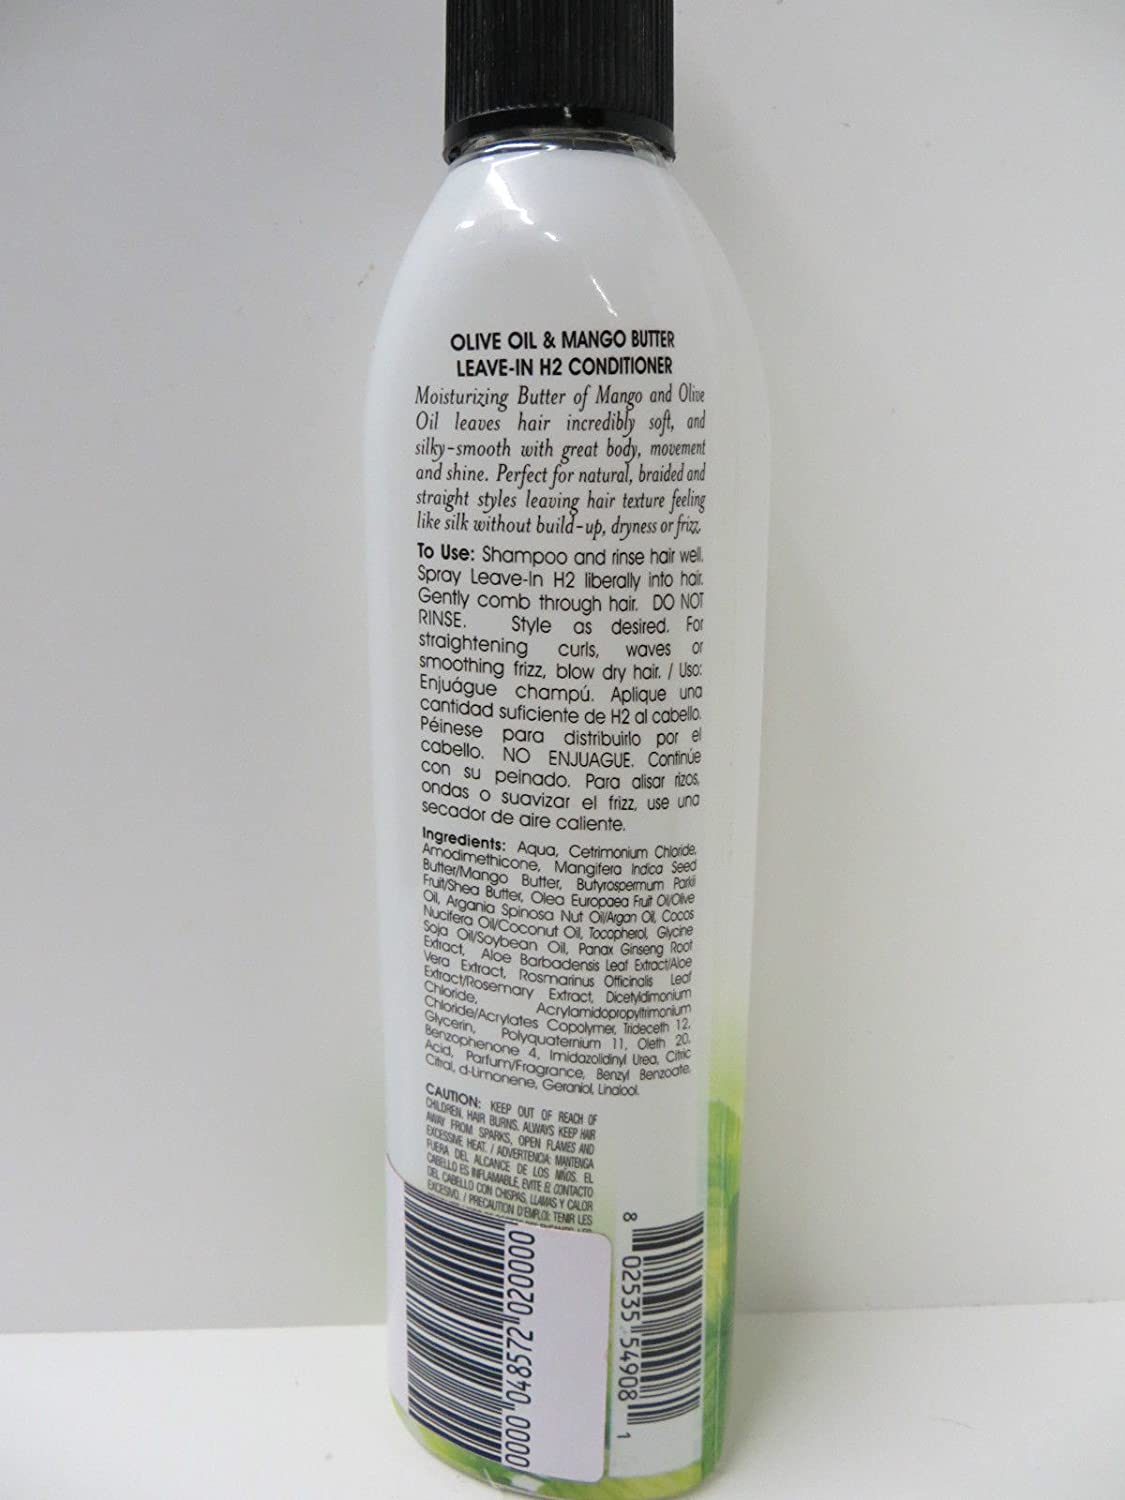 OLIVE OIL & MANGO BUTTER
LEAVE-IN H2 CONDITIONER
Moisturizing Butter of Mango and Olive
Oil leaves hair incredibly soft, and
silky-smooth with great body, movement
and shine. Perfect for natural, braided and
straight styles leaving hair texture feeling
like silk without build-up, dryness or frizz.
To Use: Shampoo and rinse hair well.
Spray Leave-In H2 liberally into hair.
Gently comb through hair. DO NOT
RINSE. Style as desired. For
straightening curls, waves or
smoothing frizz, blow dry hair. / Uso:
Enjuágue champú. Aplique una
cantidad suficiente de H2 al cabello.
Péinese para distribuirlo por el
cabello. NO ENJUAGUE. Continúe
con su peinado. Para alisar rizos,
ondas o suavizar el frizz, use una
secador de aire caliente.
Ingredients: Aqua, Cetrimonium Chloride,
Amodimethicone, Mangifera Indica Seed
Butter/Mango Butter, Butyrospermum Parkii
Fruit/Shea Butter, Olea Europaea Fruit Oil/Olive
Oil, Argania Spinosa Nut Oil/Argan Oil, Cocos
Nucifera Oil/Coconut Oil, Tocopherol, Glycine
Soja Oil/Soybean Oil, Panax Ginseng Root
Extract, Aloe Barbadensis Leaf Extract/Aloe
Vera Extract, Rosmarinus Officinalis Leaf
Extract/Rosemary Extract, Dicetyldimonium
Chloride, Acrylamidopropyltrimonium
Chloride/Acrylates Copolymer, Trideceth 12,
Glycerin, Polyquaternium 11, Oleth 20,
Benzophenone 4, Imidazolidinyl Urea, Citric
Acid, Parfum/Fragrance, Benzyl Benzoate,
Citral, d-Limonene, Geraniol, Linalool.
CAUTION: KEEP OUT OF REACH OF
CHILDREN. HAIR BURNS. ALWAYS KEEP HAIR
AWAY FROM SPARKS, OPEN FLAMES AND
EXCESSIVE HEAT. / ADVERTENCIA: MANTENGA
FUERA DEL ALCANCE DE LOS NIÑOS. EL
CABELLO ES INFLAMABLE, EVITE EL CONTACTO
DEL CABELLO CON CHISPAS, LLAMAS Y CALOR
EXCESIVO. / PRECAUTION D'EMPLOI: TENIR LES
0000 048572 020000
8 02535 54908 1